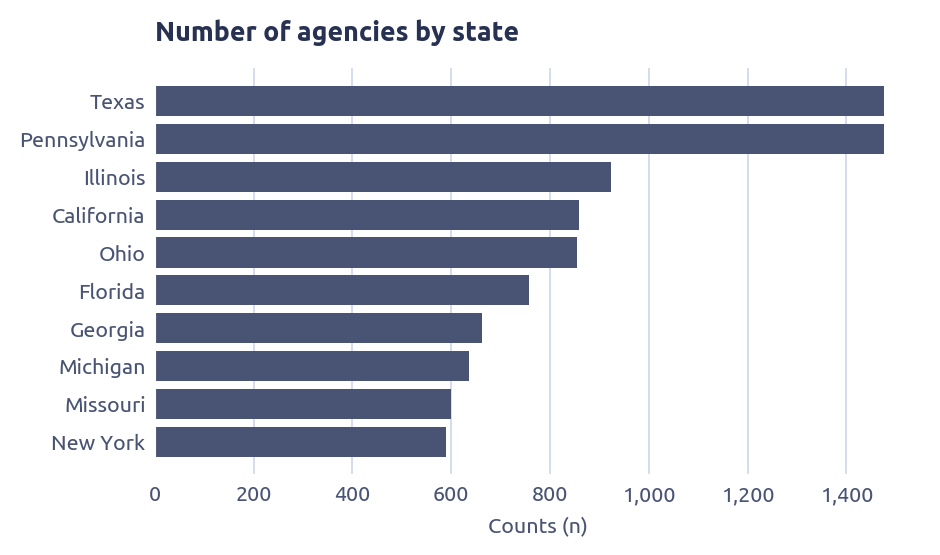 Number of agencies by state
Texas
Pennsylvania
Illinois
California
Ohio
Florida
Georgia
Michigan
Missouri
New York
0 200 400 600 800 1,000 1,200 1,400
Counts (n)